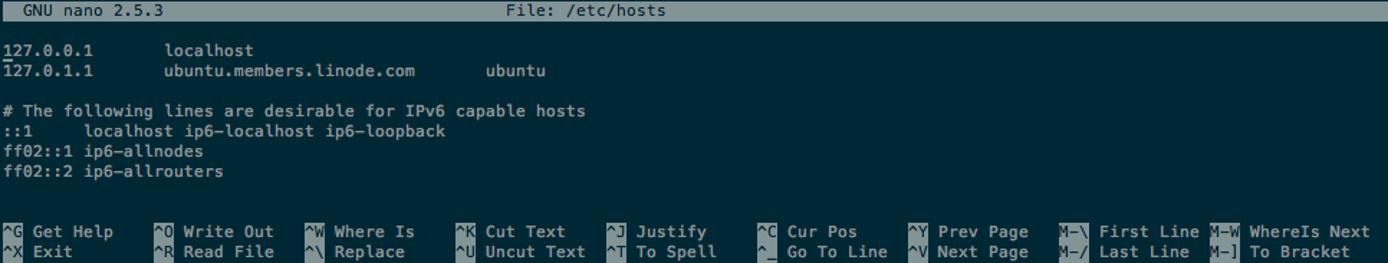 GNU nano 2.5.3 File: /etc/hosts
127.0.0.1 localhost
127.0.1.1 ubuntu.members.linode.com ubuntu
# The following lines are desirable for IPv6 capable hosts
::1 localhost ip6-localhost ip6-loopback
ff02::1 ip6-allnodes
ff02::2 ip6-allrouters
^G Get Help ^O Write Out ^W Where Is ^K Cut Text ^J Justify ^C Cur Pos ^Y Prev Page M-\ First Line M-W WhereIs Next
^X Exit ^R Read File ^\ Replace ^U Uncut Text ^T To Spell ^_ Go To Line ^V Next Page M-/ Last Line M-] To Bracket